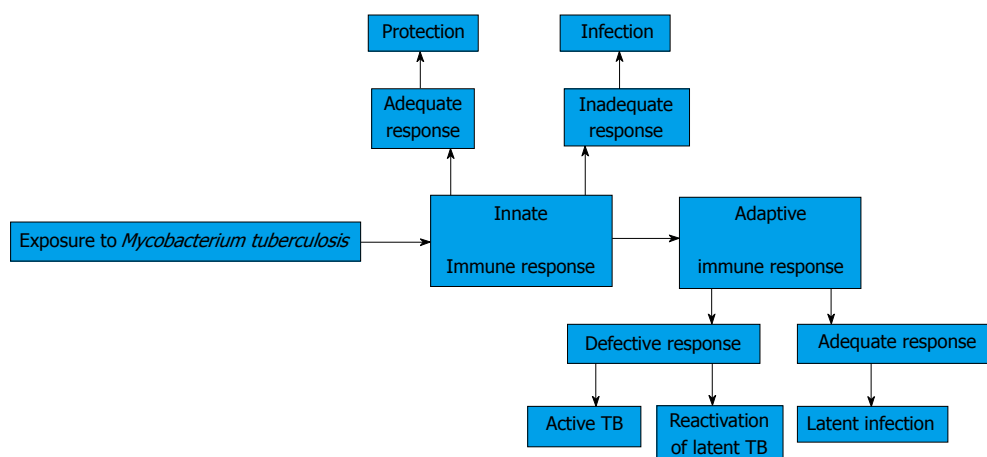 Protection
Infection
Adequate
response
Inadequate
response
Exposure to Mycobacterium tuberculosis
Innate
Immune response
Adaptive
immune response
Defective response
Adequate response
Active TB
Reactivation
of latent TB
Latent infection